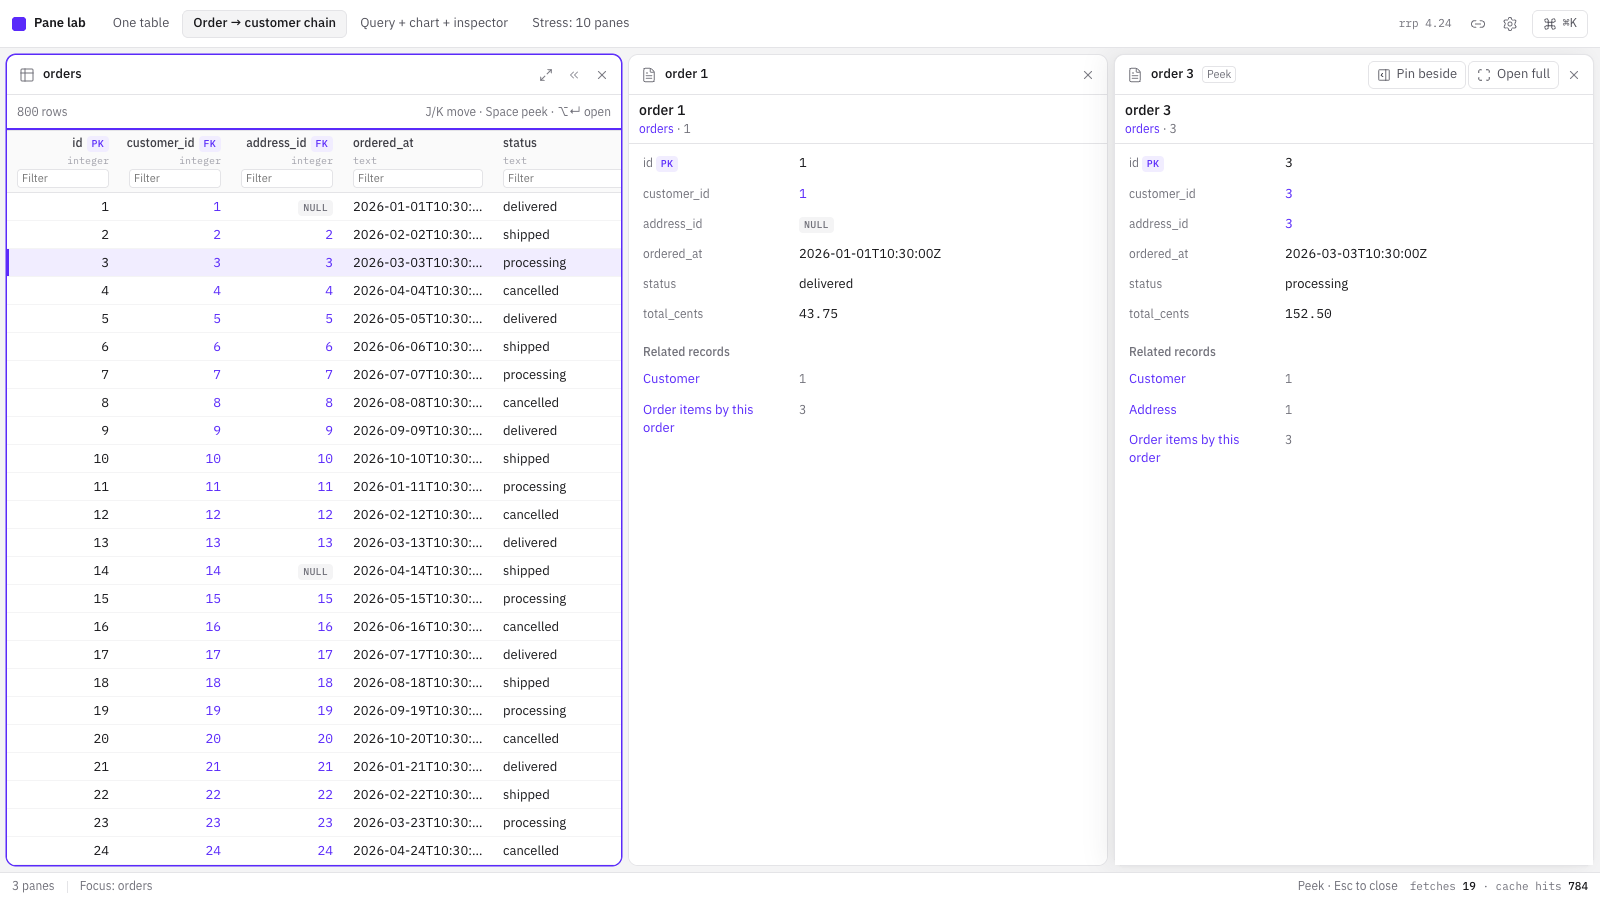 Pane lab One table Order → customer chain Query + chart + inspector Stress: 10 panes rrp 4.24 ⌘ ⌘K
orders
800 rows J/K move · Space peek · ⌥↵ open
id PK customer_id FK address_id FK ordered_at status
integer integer integer text text
Filter Filter Filter Filter Filter
1 1 NULL 2026-01-01T10:30:... delivered
2 2 2 2026-02-02T10:30:... shipped
3 3 3 2026-03-03T10:30:... processing
4 4 4 2026-04-04T10:30:... cancelled
5 5 5 2026-05-05T10:30:... delivered
6 6 6 2026-06-06T10:30:... shipped
7 7 7 2026-07-07T10:30:... processing
8 8 8 2026-08-08T10:30:... cancelled
9 9 9 2026-09-09T10:30:... delivered
10 10 10 2026-10-10T10:30:... shipped
11 11 11 2026-01-11T10:30:... processing
12 12 12 2026-02-12T10:30:... cancelled
13 13 13 2026-03-13T10:30:... delivered
14 14 NULL 2026-04-14T10:30:... shipped
15 15 15 2026-05-15T10:30:... processing
16 16 16 2026-06-16T10:30:... cancelled
17 17 17 2026-07-17T10:30:... delivered
18 18 18 2026-08-18T10:30:... shipped
19 19 19 2026-09-19T10:30:... processing
20 20 20 2026-10-20T10:30:... cancelled
21 21 21 2026-01-21T10:30:... delivered
22 22 22 2026-02-22T10:30:... shipped
23 23 23 2026-03-23T10:30:... processing
24 24 24 2026-04-24T10:30:... cancelled
order 1
order 1
orders · 1
id PK 1
customer_id 1
address_id NULL
ordered_at 2026-01-01T10:30:00Z
status delivered
total_cents 43.75
Related records
Customer 1
Order items by this 3
order
order 3 Peek Pin beside Open full
order 3
orders · 3
id PK 3
customer_id 3
address_id 3
ordered_at 2026-03-03T10:30:00Z
status processing
total_cents 152.50
Related records
Customer 1
Address 1
Order items by this 3
order
3 panes Focus: orders Peek · Esc to close fetches 19 · cache hits 784